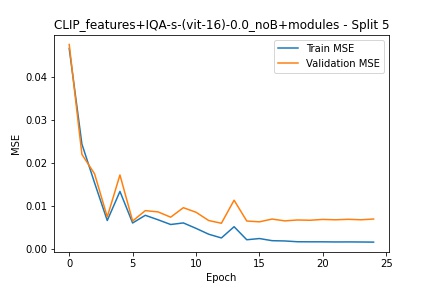 CLIP_features+IQA-s-(vit-16)-0.0_noB+modules - Split 5
Train MSE
Validation MSE
MSE
0.04
0.03
0.02
0.01
0.00
0 5 10 15 20 25
Epoch